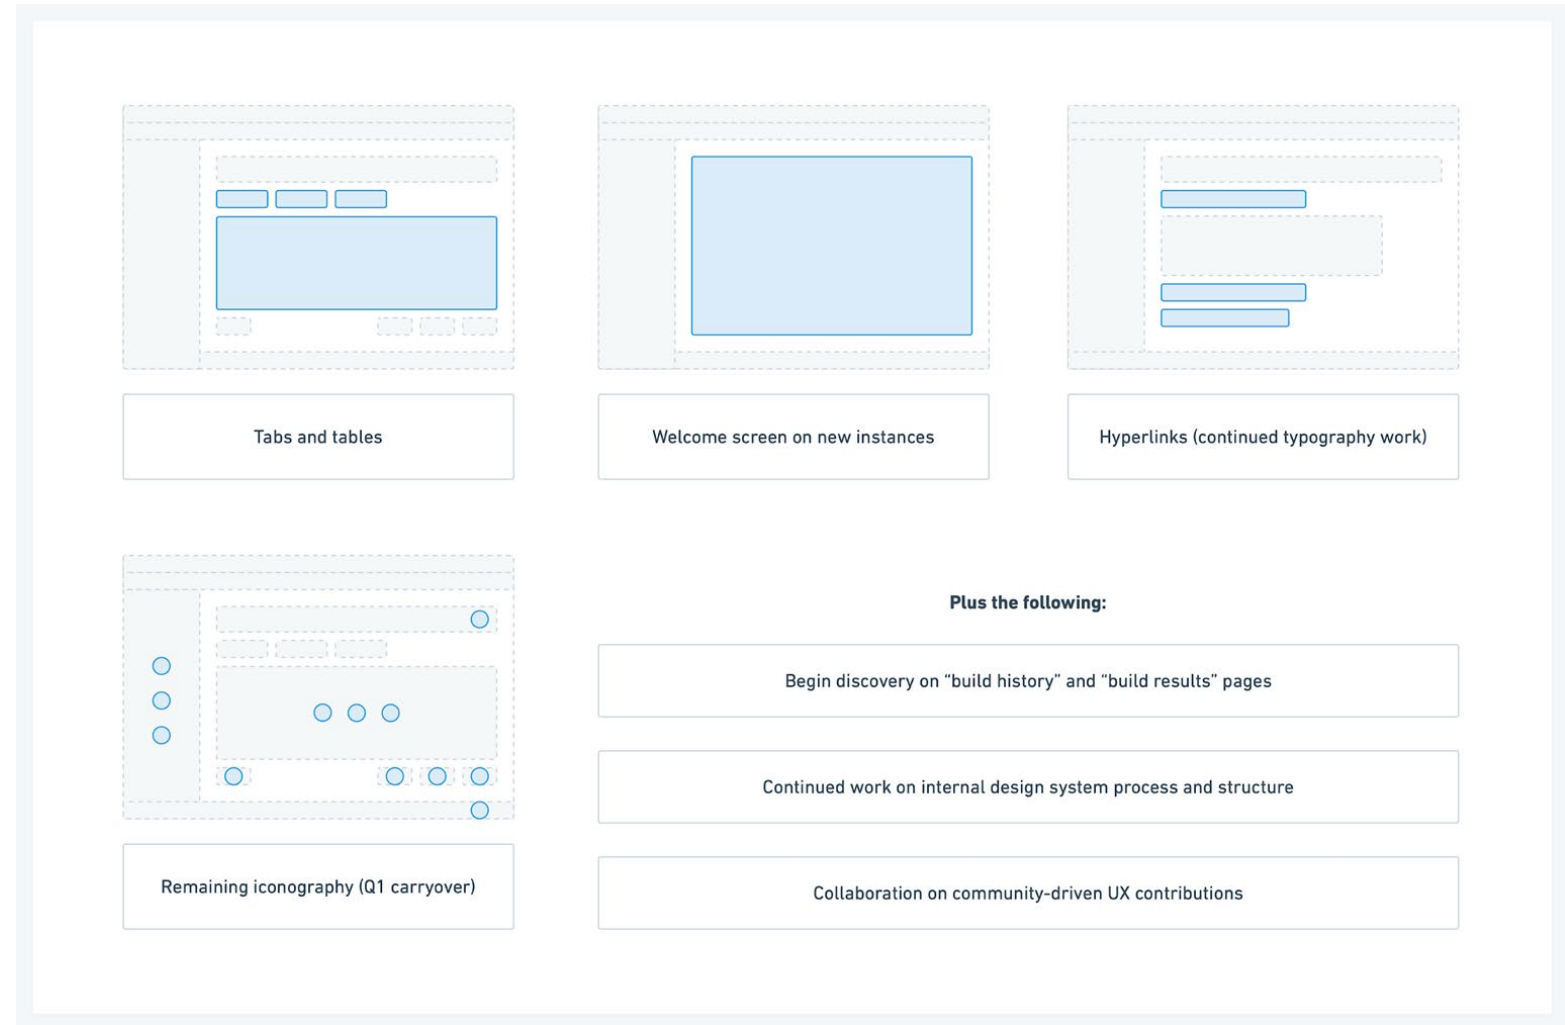 Tabs and tables
Welcome screen on new instances
Hyperlinks (continued typography work)
Remaining iconography (Q1 carryover)
Plus the following:
Begin discovery on “build history” and “build results” pages
Continued work on internal design system process and structure
Collaboration on community-driven UX contributions